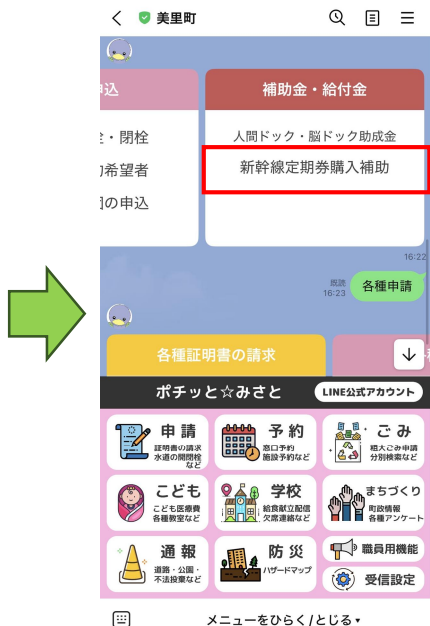 美里町
込
補助金・給付金
・閉栓
人間ドック・脳ドック助成金
希望者
新幹線定期券購入補助
の申込
16:22
既読
16:23
各種申請
各種証明書の請求
ポチッと☆みさと
LINE公式アカウント
申請
証明書の請求
水道の開閉栓
など
予約
窓口予約
施設予約など
ごみ
粗大ごみ申請
分別検索など
こども
こども医療費
各種教室など
学校
給食献立配信
欠席連絡など
まちづくり
町政情報
各種アンケート
通報
道路・公園・
不法投棄など
防災
ハザードマップ
職員用機能
受信設定
メニューをひらく/とじる▾